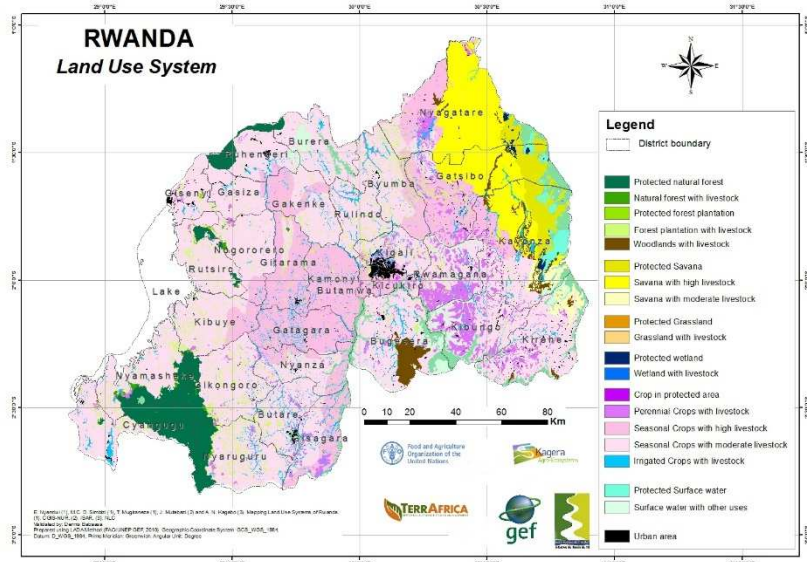 RWANDA
Land Use System
N
W E
S
Nyagatare
Burera
Ruhengeri
Gatsibo
Byumba
Gisenyi
Gasiza
Gakenke
Rulindo
Kayonza
Ngororero
Gitarama
Kigali
Rutsiro
Kamonyi
Rwamagana
Lake
Butamwa
Kicukiro
Kibuye
Gatagara
Bugesera
Kibungo
Kirehe
Nyanza
Nyamasheke
Gikongoro
Butare
Cyangugu
Gisagara
Nyaruguru
Legend
District boundary
Protected natural forest
Natural forest with livestock
Protected forest plantation
Forest plantation with livestock
Woodlands with livestock
Protected Savana
Savana with high livestock
Savana with moderate livestock
Protected Grassland
Grassland with livestock
Protected wetland
Wetland with livestock
Crop in protected area
Perennial Crops with livestock
Seasonal Crops with high livestock
Seasonal Crops with moderate livestock
Irrigated Crops with livestock
Protected Surface water
Surface water with other uses
Urban area
0 10 20 40 60 80
Km
Food and Agriculture
Organization of the
United Nations
Kagera
TERRAFRICA
gef